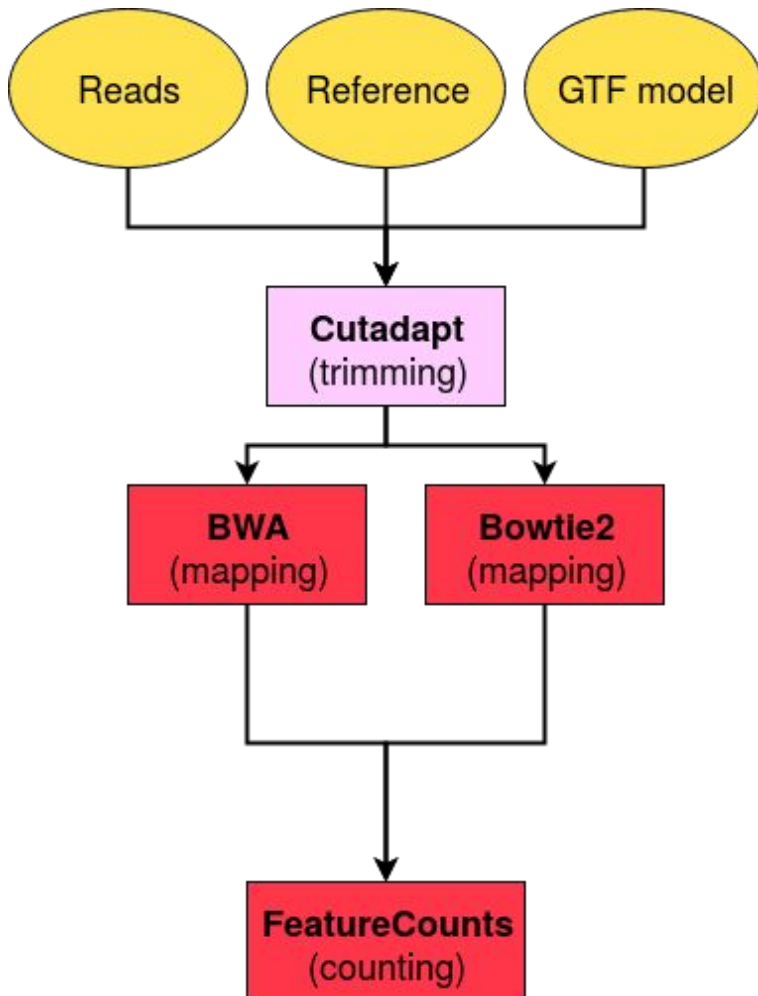 Reads
Reference
GTF model
Cutadapt
(trimming)
BWA
(mapping)
Bowtie2
(mapping)
FeatureCounts
(counting)